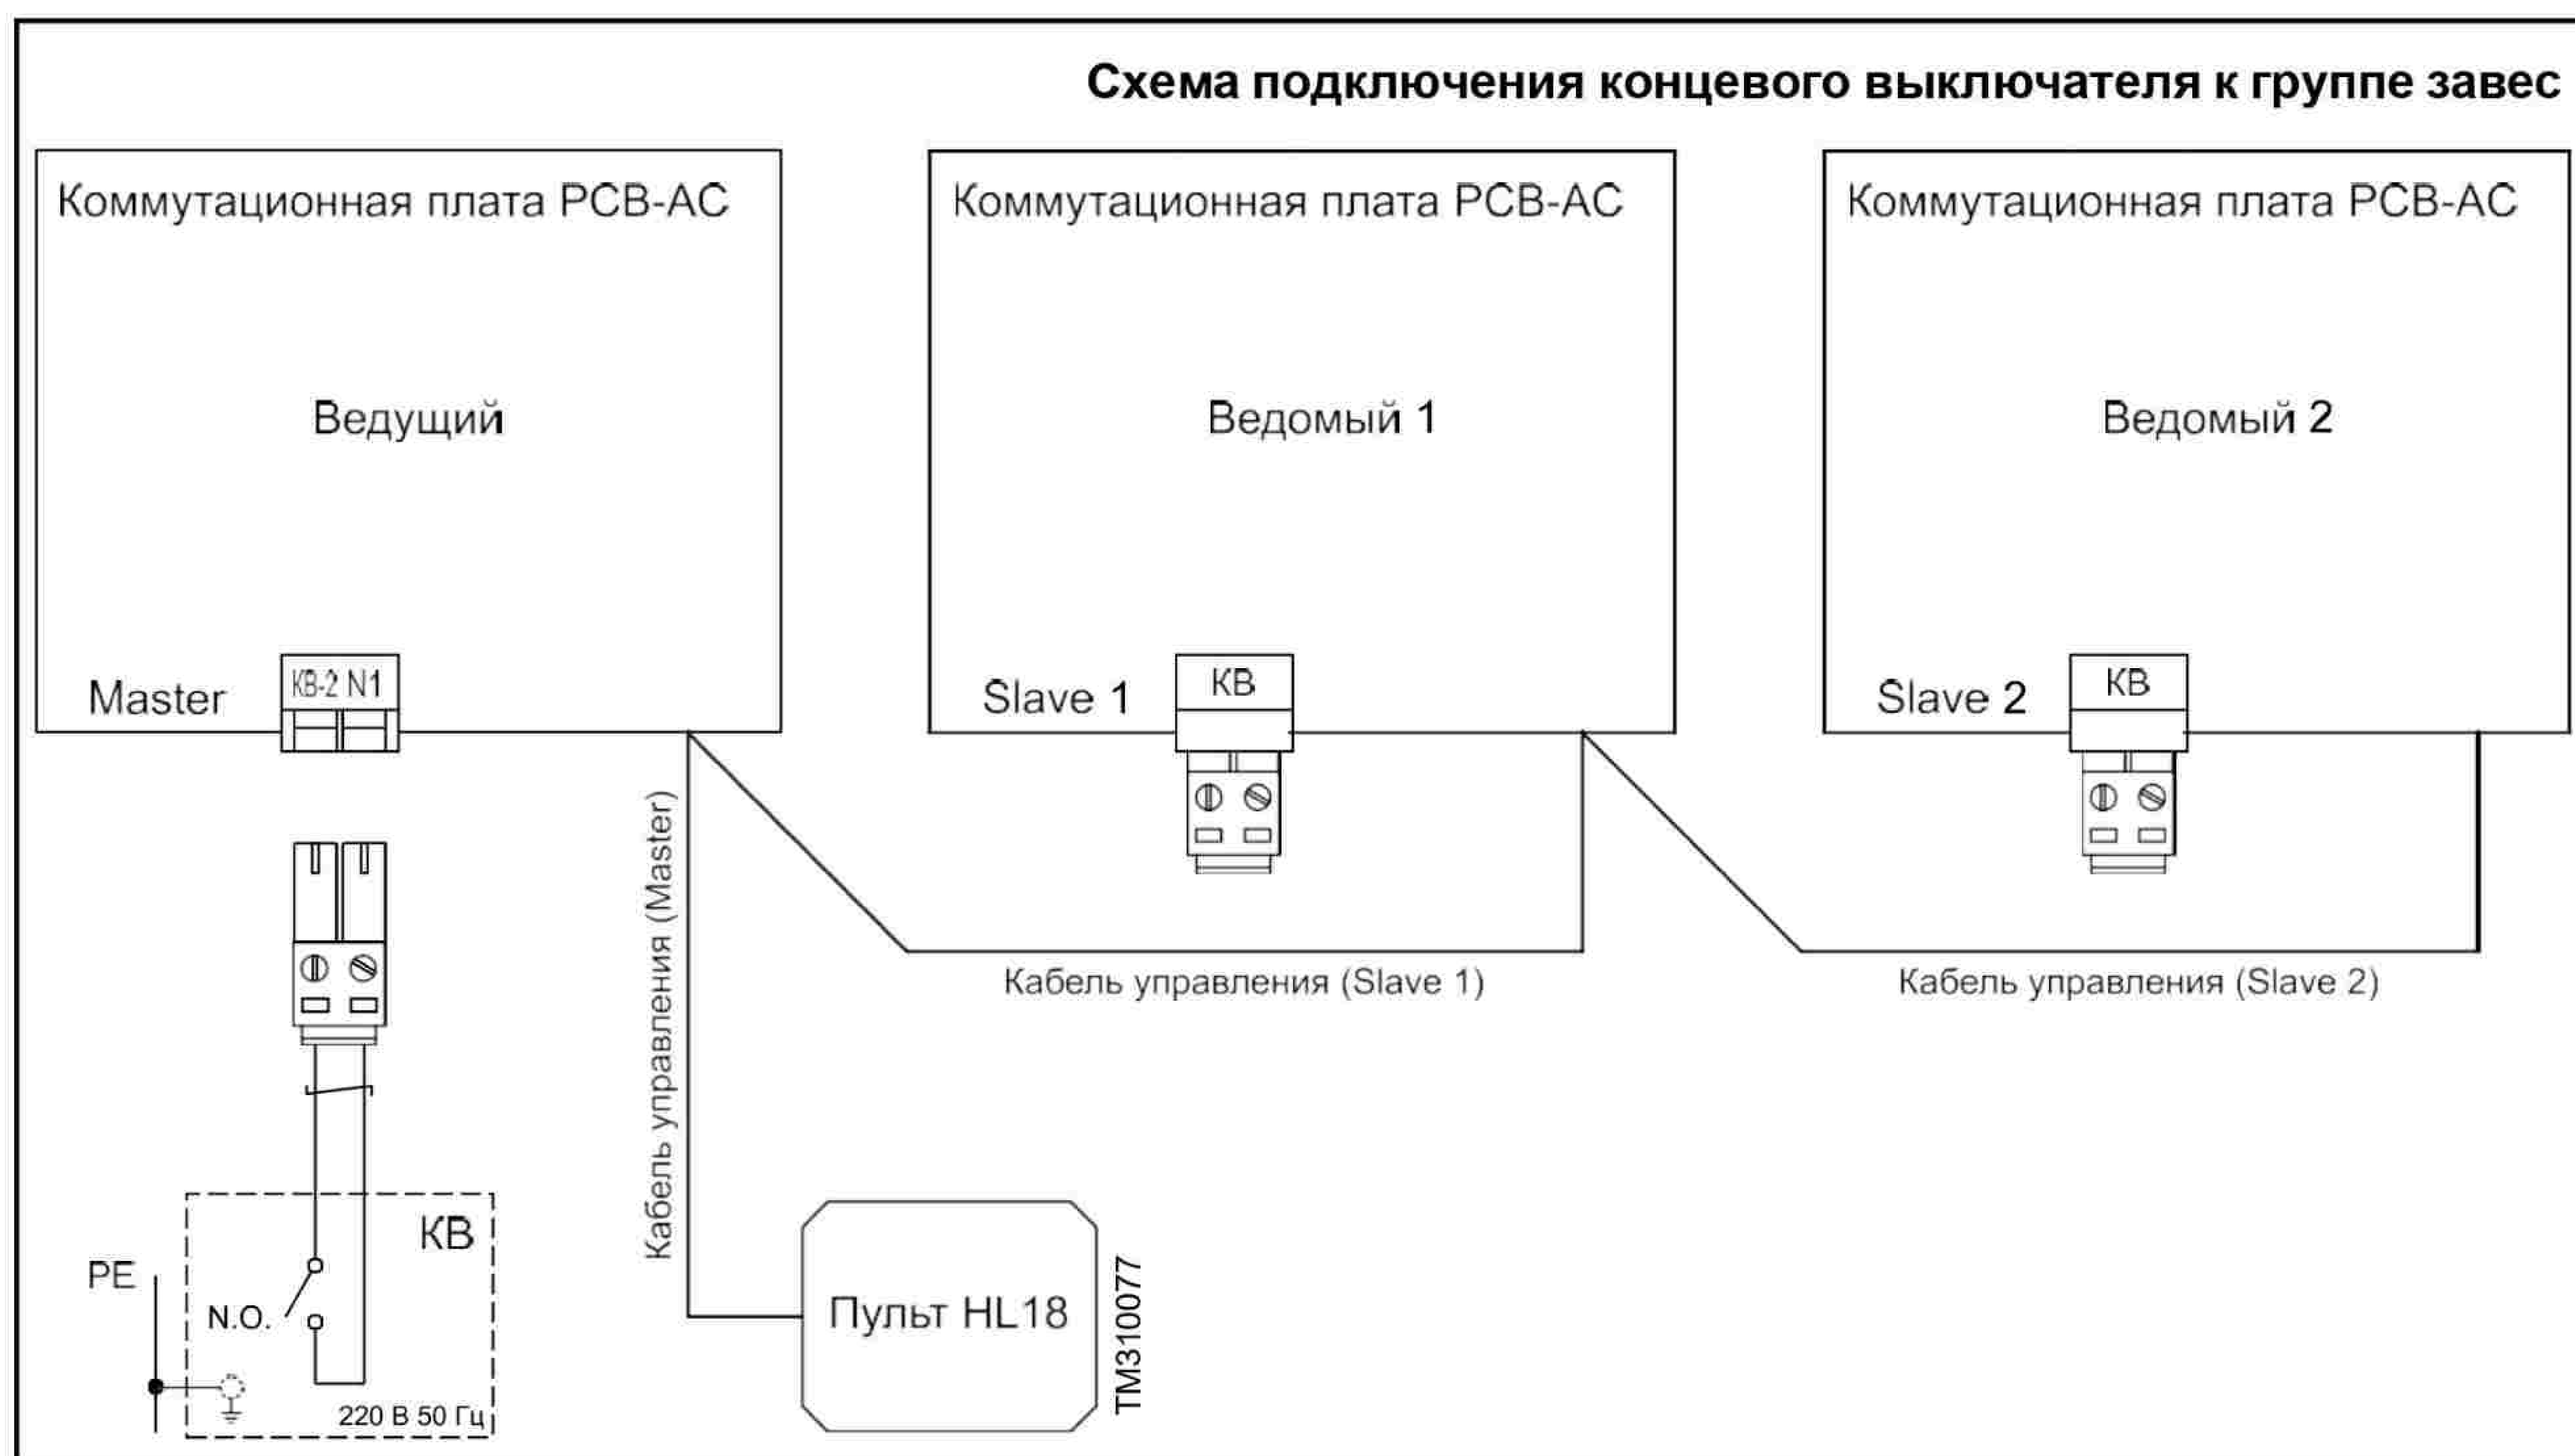 Схема подключения концевого выключателя к группе завес
Коммутационная плата PCB-AC
Ведущий
Master
КВ-2 N1
Коммутационная плата PCB-AC
Ведомый 1
Slave 1
КВ
Коммутационная плата PCB-AC
Ведомый 2
Slave 2
КВ
Кабель управления (Master)
Кабель управления (Slave 1)
Кабель управления (Slave 2)
КВ
PE
N.O.
220 В 50 Гц
Пульт HL18
TM310077